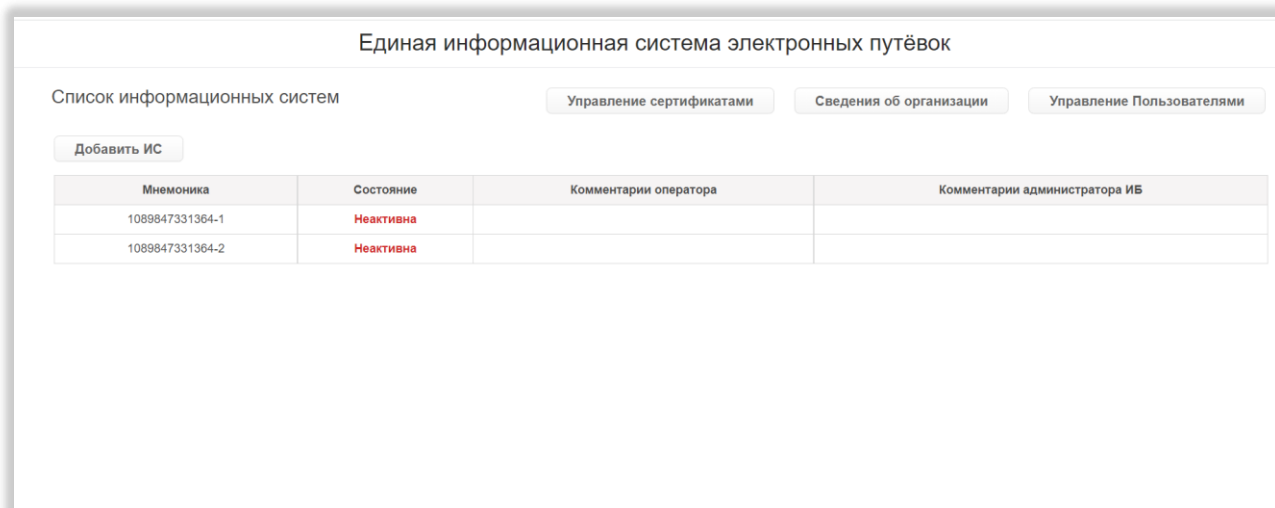 Единая информационная система электронных путёвок
Список информационных систем Управление сертификатами Сведения об организации Управление Пользователями
Добавить ИС
Мнемоника Состояние Комментарии оператора Комментарии администратора ИБ
1089847331364-1 Неактивна
1089847331364-2 Неактивна